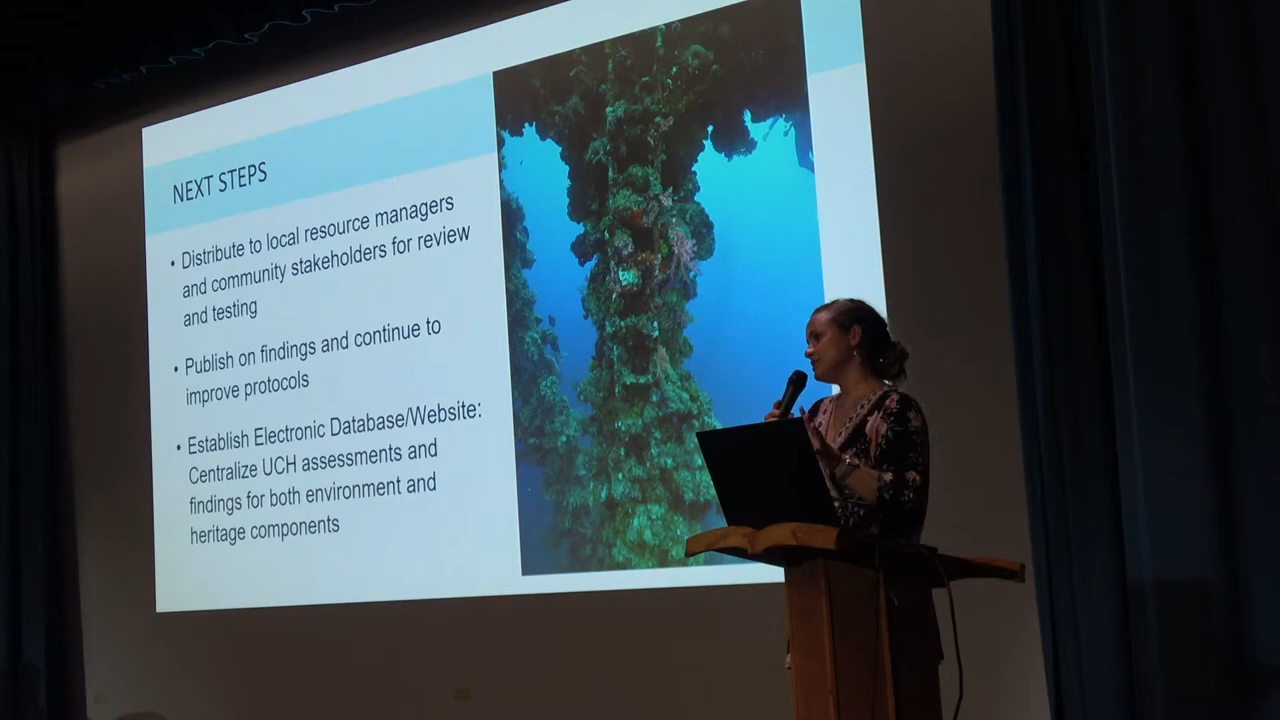 NEXT STEPS
• Distribute to local resource managers
and community stakeholders for review
and testing
• Publish on findings and continue to
improve protocols
• Establish Electronic Database/Website:
Centralize UCH assessments and
findings for both environment and
heritage components